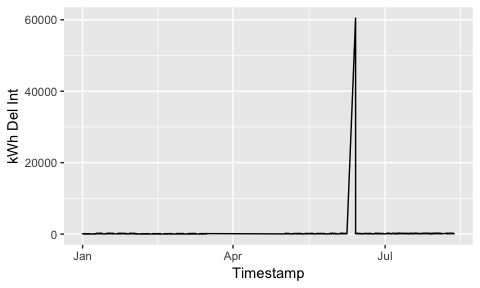 60000
40000
20000
0
kWh Del Int
Jan
Apr
Jul
Timestamp